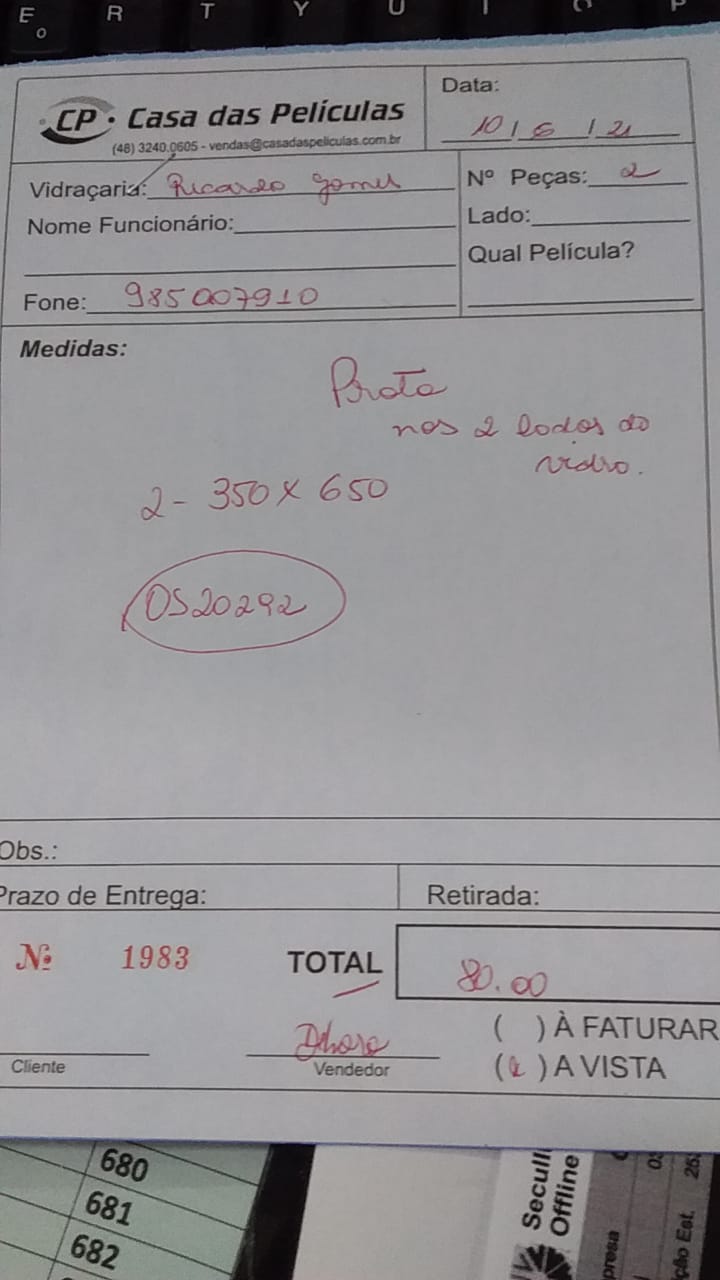 E R T Y U I
CP · Casa das Películas
(48) 3240.0605 - vendas@casadaspeliculas.com.br
Data:
10 / 6 / 21
Vidraçaria: Ricardo Gomes
Nº Peças: 2
Nome Funcionário:
Lado:
Qual Película?
Fone: 985007910
Medidas:
Prata
nos 2 lados do
vidro.
2 - 350 x 650
OS20292
Obs.:
Prazo de Entrega:
Retirada:
Nº 1983
TOTAL
80.00
( ) À FATURAR
Cliente
Vendedor
(x) A VISTA
680
681
682
Offline